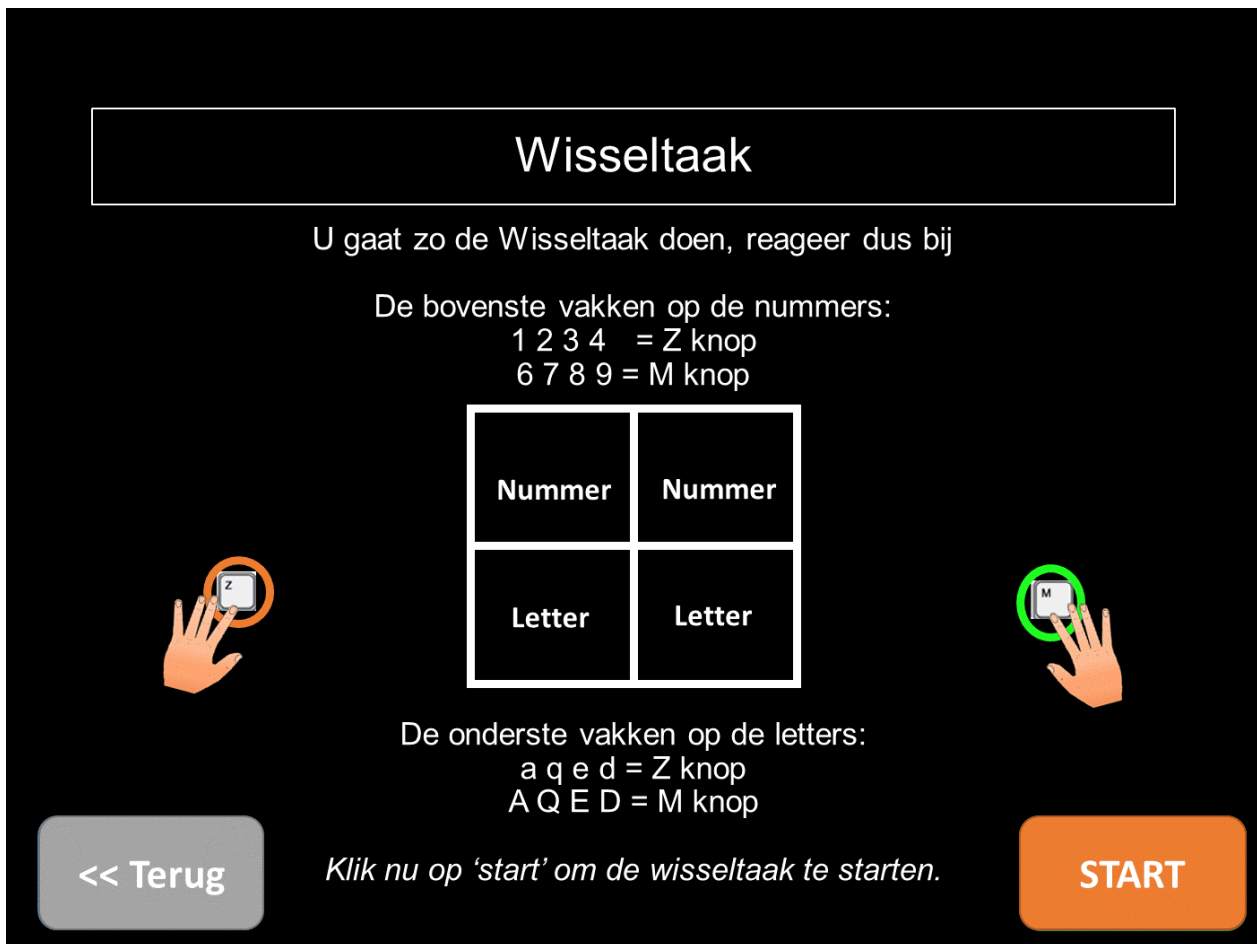 Wisseltaak
U gaat zo de Wisseltaak doen, reageer dus bij
De bovenste vakken op de nummers:
1 2 3 4 = Z knop
6 7 8 9 = M knop
Nummer Nummer
Z M
Letter Letter
De onderste vakken op de letters:
a q e d = Z knop
A Q E D = M knop
<< Terug
Klik nu op ‘start’ om de wisseltaak te starten.
START